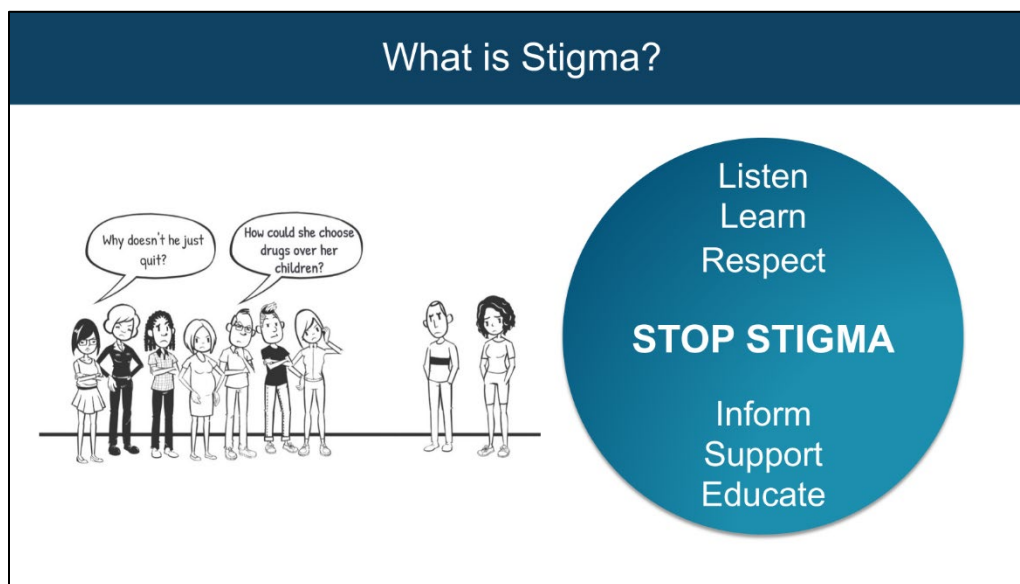 What is Stigma?
Why doesn't he just
quit?
How could she choose
drugs over her
children?
Listen
Learn
Respect
STOP STIGMA
Inform
Support
Educate